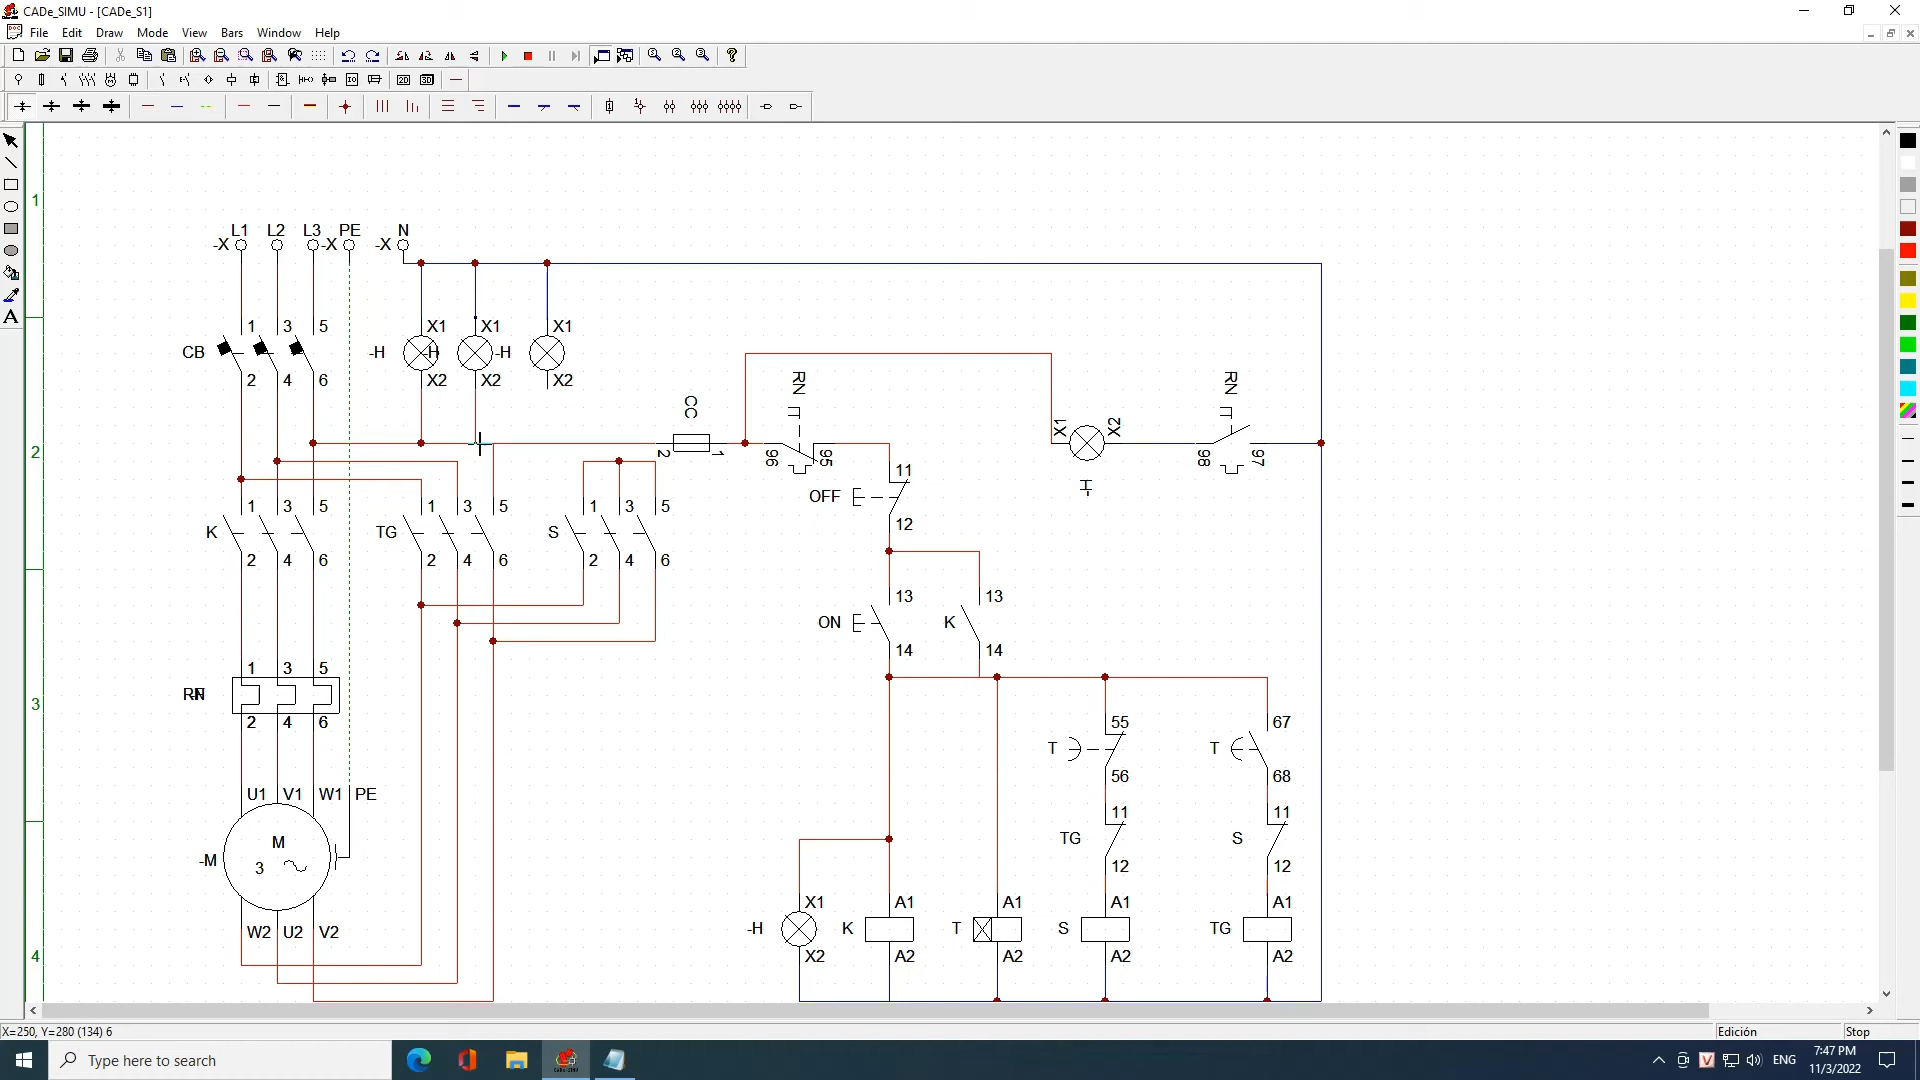 CADe_SIMU - [CADe_S1]
File Edit Draw Mode View Bars Window Help
1
L1 L2 L3 PE N
-X -X -X
1 3 5 X1 X1 X1
CB -H -H -H
2 4 6 X2 X2 X2
CC RN RN
2
2 1 96 95 X1 X2 98 97
-H
11
OFF
12
1 3 5 1 3 5 1 3 5
K TG S
2 4 6 2 4 6 2 4 6
13 13
ON K
14 14
3
1 3 5
RN
2 4 6
55 67
T T
56 68
U1 V1 W1 PE
11 11
TG S
12 12
M
-M
3
W2 U2 V2
4
X1 A1 A1 A1 A1
-H K T S TG
X2 A2 A2 A2 A2
X=250, Y=280 (134) 6 Edición Stop
Type here to search
ENG
7:47 PM
11/3/2022